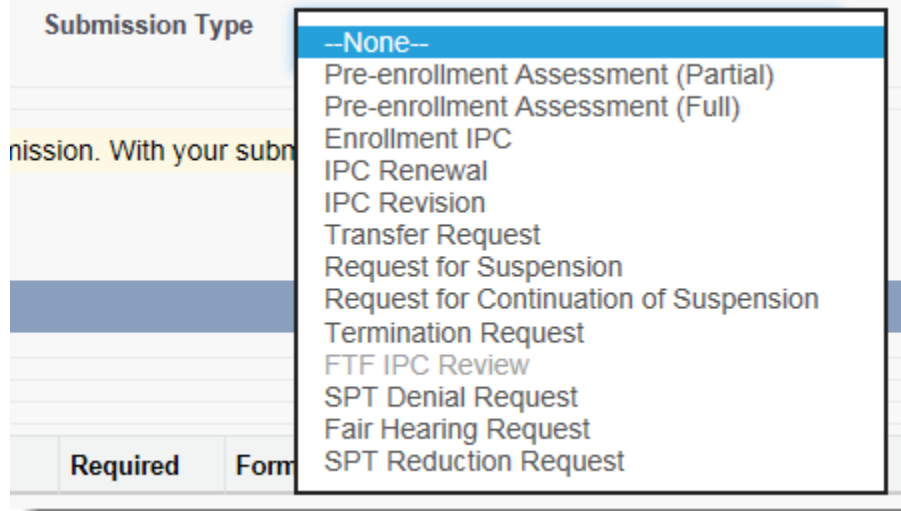 Submission Type
--None--
Pre-enrollment Assessment (Partial)
Pre-enrollment Assessment (Full)
Enrollment IPC
IPC Renewal
IPC Revision
Transfer Request
Request for Suspension
Request for Continuation of Suspension
Termination Request
FTF IPC Review
SPT Denial Request
Fair Hearing Request
SPT Reduction Request
With your
Required Form